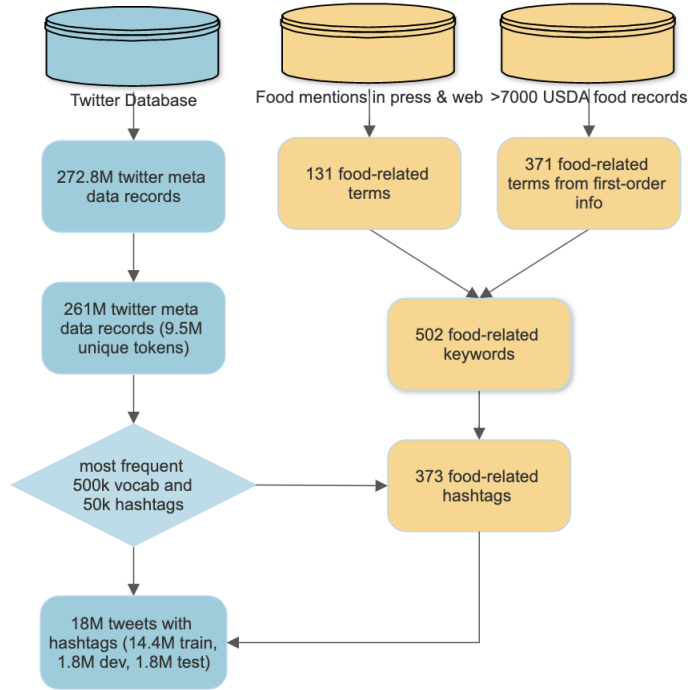 Twitter Database
Food mentions in press & web
>7000 USDA food records
272.8M twitter meta
data records
131 food-related
terms
371 food-related
terms from first-order
info
261M twitter meta
data records (9.5M
unique tokens)
502 food-related
keywords
most frequent
500k vocab and
50k hashtags
373 food-related
hashtags
18M tweets with
hashtags (14.4M train,
1.8M dev, 1.8M test)